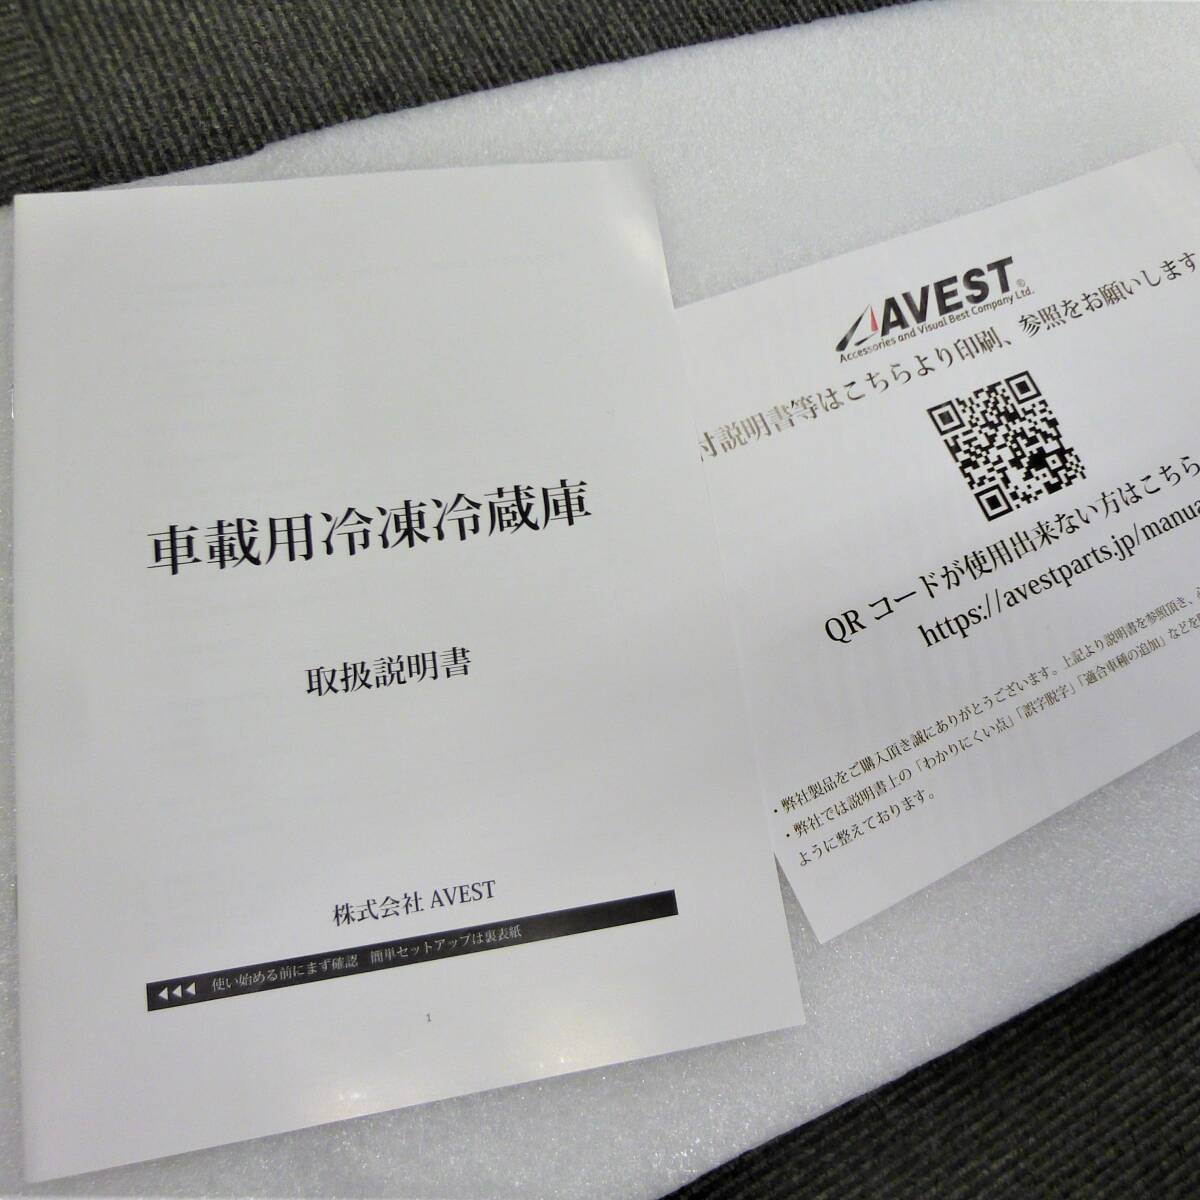 車載用冷凍冷蔵庫
取扱説明書
株式会社 AVEST
使い始める前にまず確認　簡単セットアップは裏表紙
1
AVEST®
Accessories and Visual Best Company Ltd.
付説明書等はこちらより印刷、参照をお願いします
QR コードが使用出来ない方はこちら
https://avestparts.jp/manua
・弊社製品をご購入頂き誠にありがとうございます。上記より説明書を参照頂き、
・弊社では説明書上の「わかりにくい点」「誤字脱字」「適合車種の追加」などを
ように整えております。